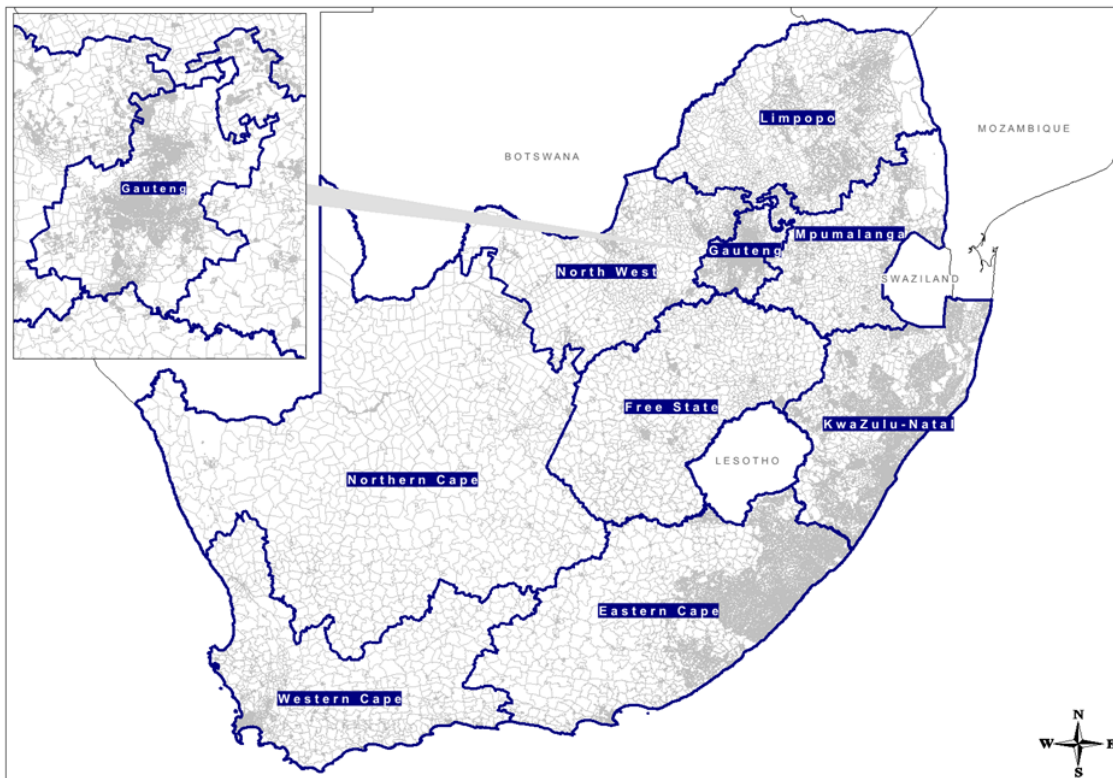 Gauteng
Limpopo
MOZAMBIQUE
BOTSWANA
Mpumalanga
Gauteng
North West
SWAZILAND
Free State
KwaZulu-Natal
LESOTHO
Northern Cape
Eastern Cape
Western Cape
N
W E
S